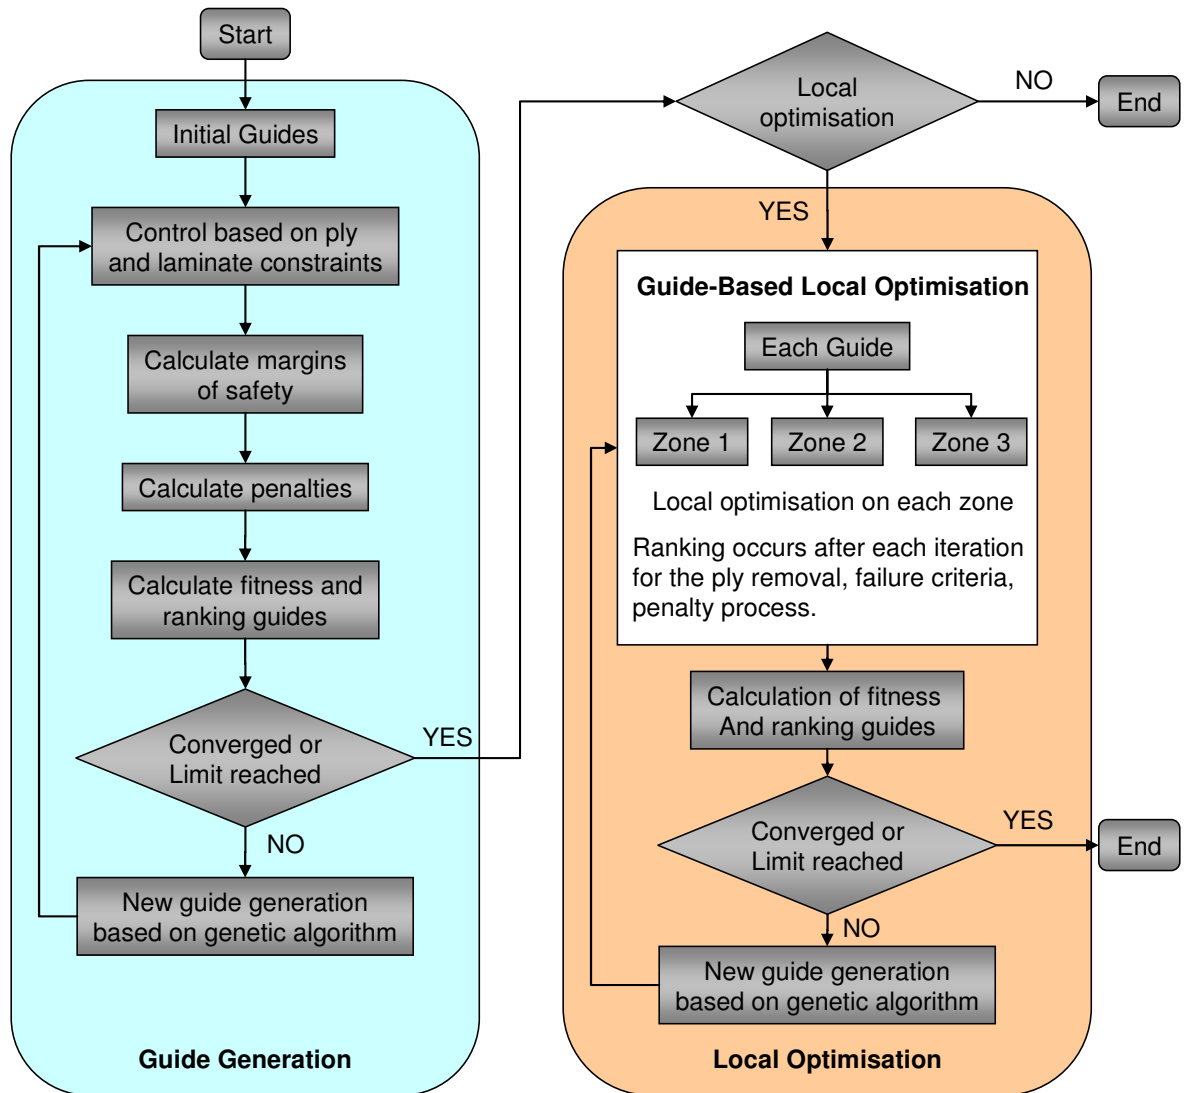 Start
Initial Guides
Control based on ply
and laminate constraints
Calculate margins
of safety
Calculate penalties
Calculate fitness and
ranking guides
Converged or
Limit reached
YES
NO
New guide generation
based on genetic algorithm
Guide Generation
Local
optimisation
NO
End
YES
Guide-Based Local Optimisation
Each Guide
Zone 1
Zone 2
Zone 3
Local optimisation on each zone
Ranking occurs after each iteration
for the ply removal, failure criteria,
penalty process.
Calculation of fitness
And ranking guides
Converged or
Limit reached
YES
End
NO
New guide generation
based on genetic algorithm
Local Optimisation